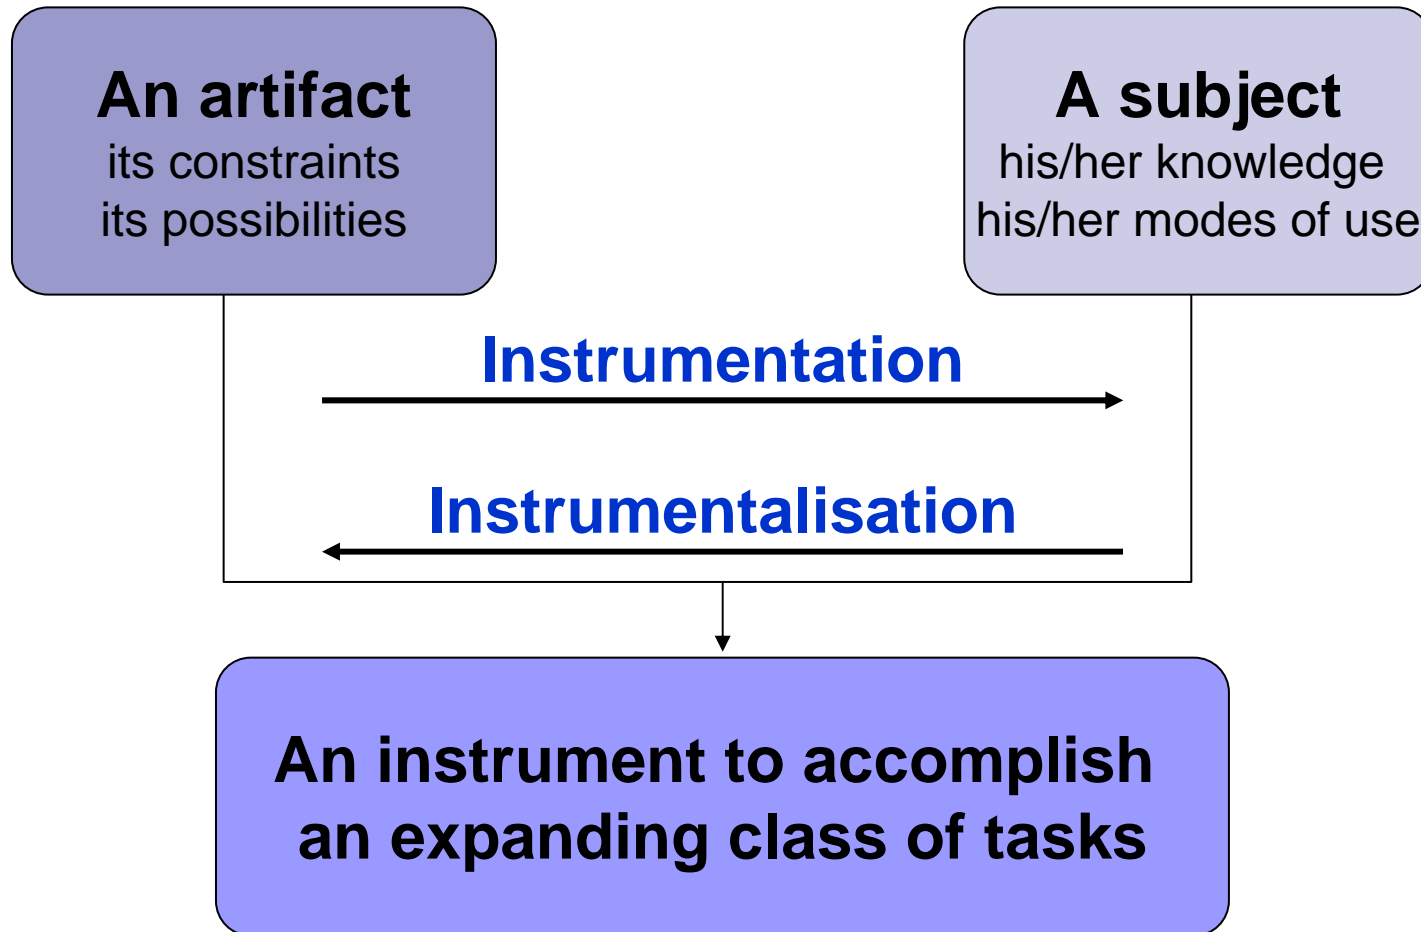 An artifact
its constraints
its possibilities
A subject
his/her knowledge
his/her modes of use
Instrumentation
Instrumentalisation
An instrument to accomplish
an expanding class of tasks